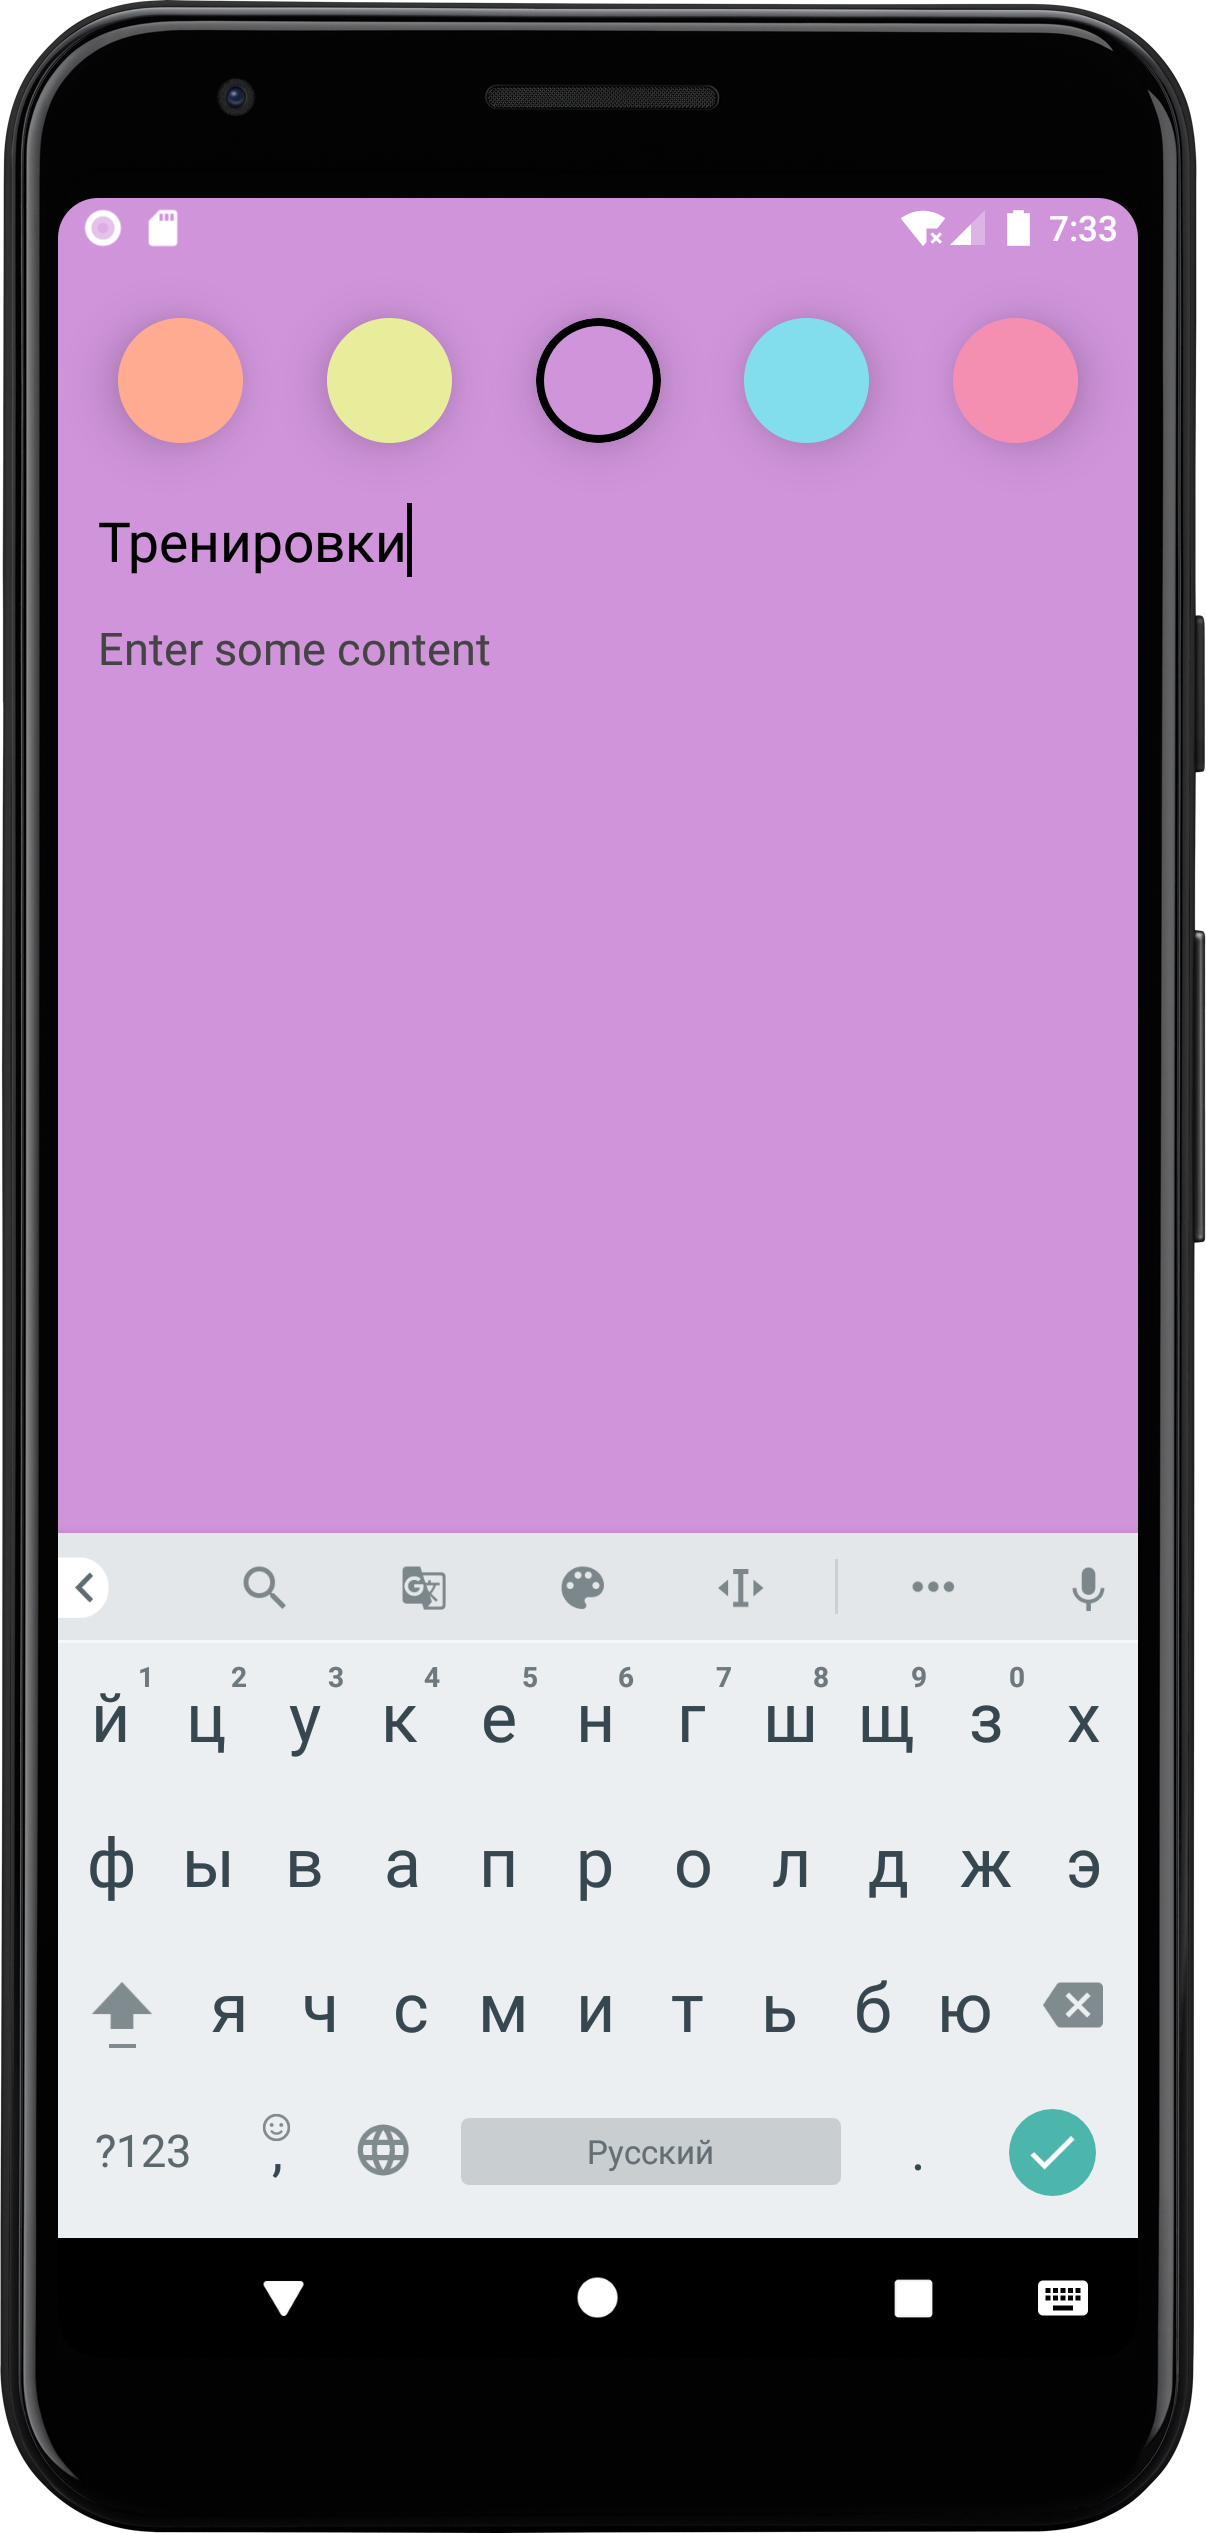 7:33
Тренировки
Enter some content
1 2 3 4 5 6 7 8 9 0
й ц у к е н г ш щ з х
ф ы в а п р о л д ж э
я ч с м и т ь б ю
?123 , Русский .